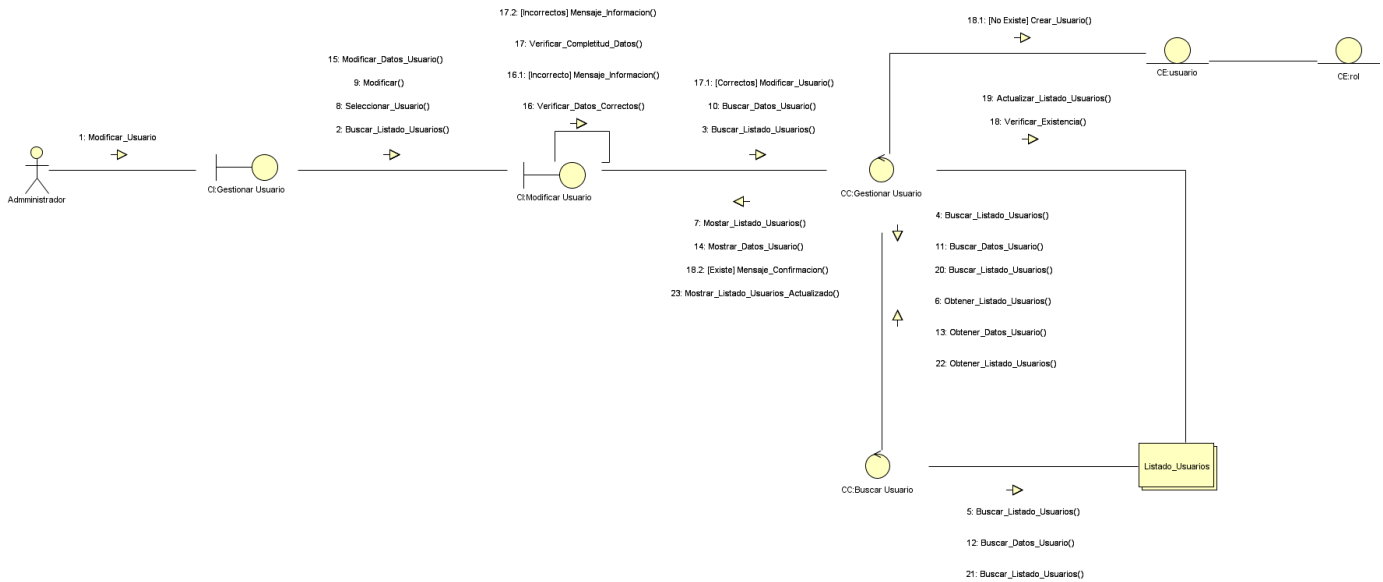 17.2: [Incorrectos] Mensaje_Informacion()
18.1: [No Existe] Crear_Usuario()
17: Verificar_Completitud_Datos()
15: Modificar_Datos_Usuario()
16.1: [Incorrecto] Mensaje_Informacion()
17.1: [Correctos] Modificar_Usuario()
CE:usuario
CE:rol
9: Modificar()
8: Seleccionar_Usuario()
16: Verificar_Datos_Correctos()
10: Buscar_Datos_Usuario()
19: Actualizar_Listado_Usuarios()
2: Buscar_Listado_Usuarios()
3: Buscar_Listado_Usuarios()
18: Verificar_Existencia()
1: Modificar_Usuario
Admministrador
CI:Gestionar Usuario
CI:Modificar Usuario
CC:Gestionar Usuario
7: Mostar_Listado_Usuarios()
14: Mostrar_Datos_Usuario()
18.2: [Existe] Mensaje_Confirmacion()
23: Mostrar_Listado_Usuarios_Actualizado()
4: Buscar_Listado_Usuarios()
11: Buscar_Datos_Usuario()
20: Buscar_Listado_Usuarios()
6: Obtener_Listado_Usuarios()
13: Obtener_Datos_Usuario()
22: Obtener_Listado_Usuarios()
Listado_Usuarios
CC:Buscar Usuario
5: Buscar_Listado_Usuarios()
12: Buscar_Datos_Usuario()
21: Buscar_Listado_Usuarios()